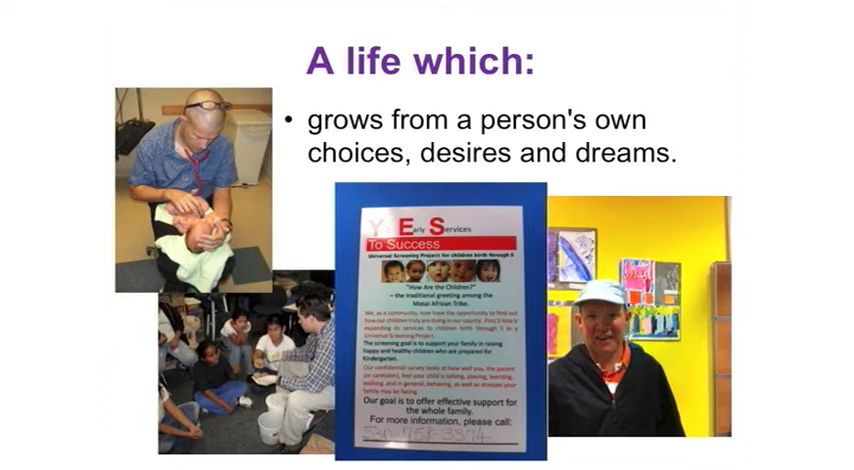 A life which:
• grows from a person's own
choices, desires and dreams.
Early Services
To Success
Universal Screening Project for children birth through 5
"How Are the Children?"
– the traditional greeting among the
Masai African Tribe.
We, as a community, now have the opportunity to find out
how our children truly are doing in our county. First 5 Yolo is
expanding its services to children birth through 5 in a
Universal Screening Project.
The screening goal is to support your family in raising
happy and healthy children who are prepared for
Kindergarten.
Our confidential survey looks at how well you, the parent
(or caretaker), feel your child is talking, playing, learning,
walking, and in general, behaving, as well as stresses your
family may be facing.
Our goal is to offer effective support for
the whole family.
For more information, please call:
530-758-3374